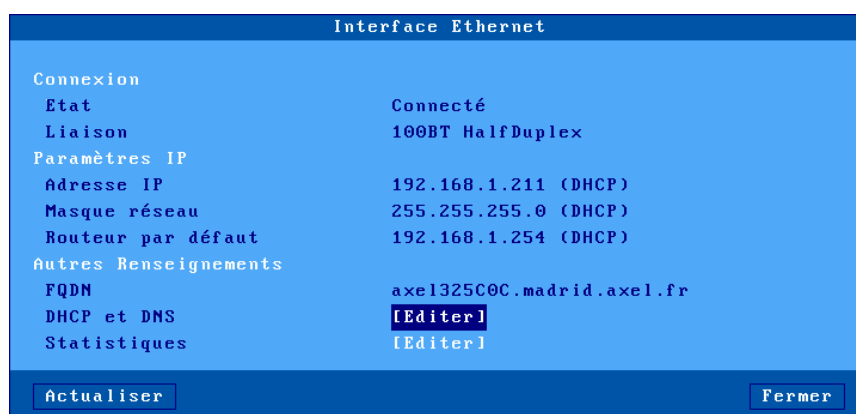 Interface Ethernet
Connexion
Etat Connecté
Liaison 100BT HalfDuplex
Paramètres IP
Adresse IP 192.168.1.211 (DHCP)
Masque réseau 255.255.255.0 (DHCP)
Routeur par défaut 192.168.1.254 (DHCP)
Autres Renseignements
FQDN axel325C0C.madrid.axel.fr
DHCP et DNS [Editer]
Statistiques [Editer]
Actualiser Fermer